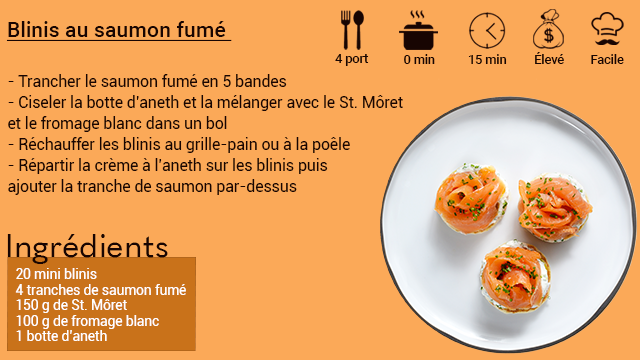 Blinis au saumon fumé
4 port
0 min
15 min
Élevé
Facile
- Trancher le saumon fumé en 5 bandes
- Ciseler la botte d'aneth et la mélanger avec le St. Môret
et le fromage blanc dans un bol
- Réchauffer les blinis au grille-pain ou à la poêle
- Répartir la crème à l'aneth sur les blinis puis
ajouter la tranche de saumon par-dessus
Ingrédients
20 mini blinis
4 tranches de saumon fumé
150 g de St. Môret
100 g de fromage blanc
1 botte d'aneth